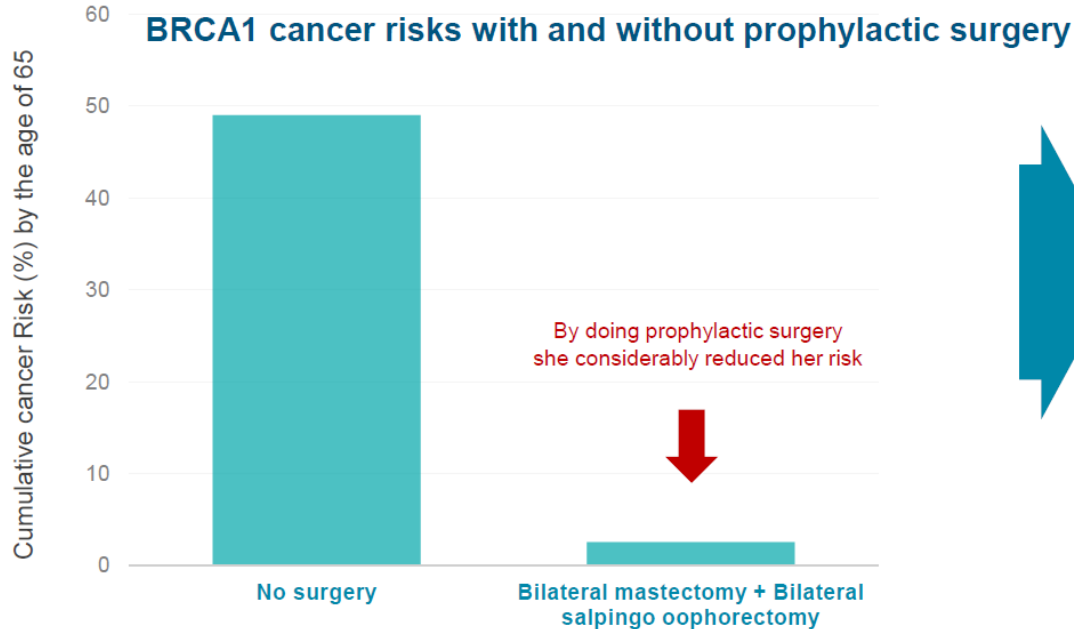 BRCA1 cancer risks with and without prophylactic surgery
Cumulative cancer Risk (%) by the age of 65
60
50
40
30
20
10
0
By doing prophylactic surgery
she considerably reduced her risk
No surgery
Bilateral mastectomy + Bilateral
salpingo oophorectomy